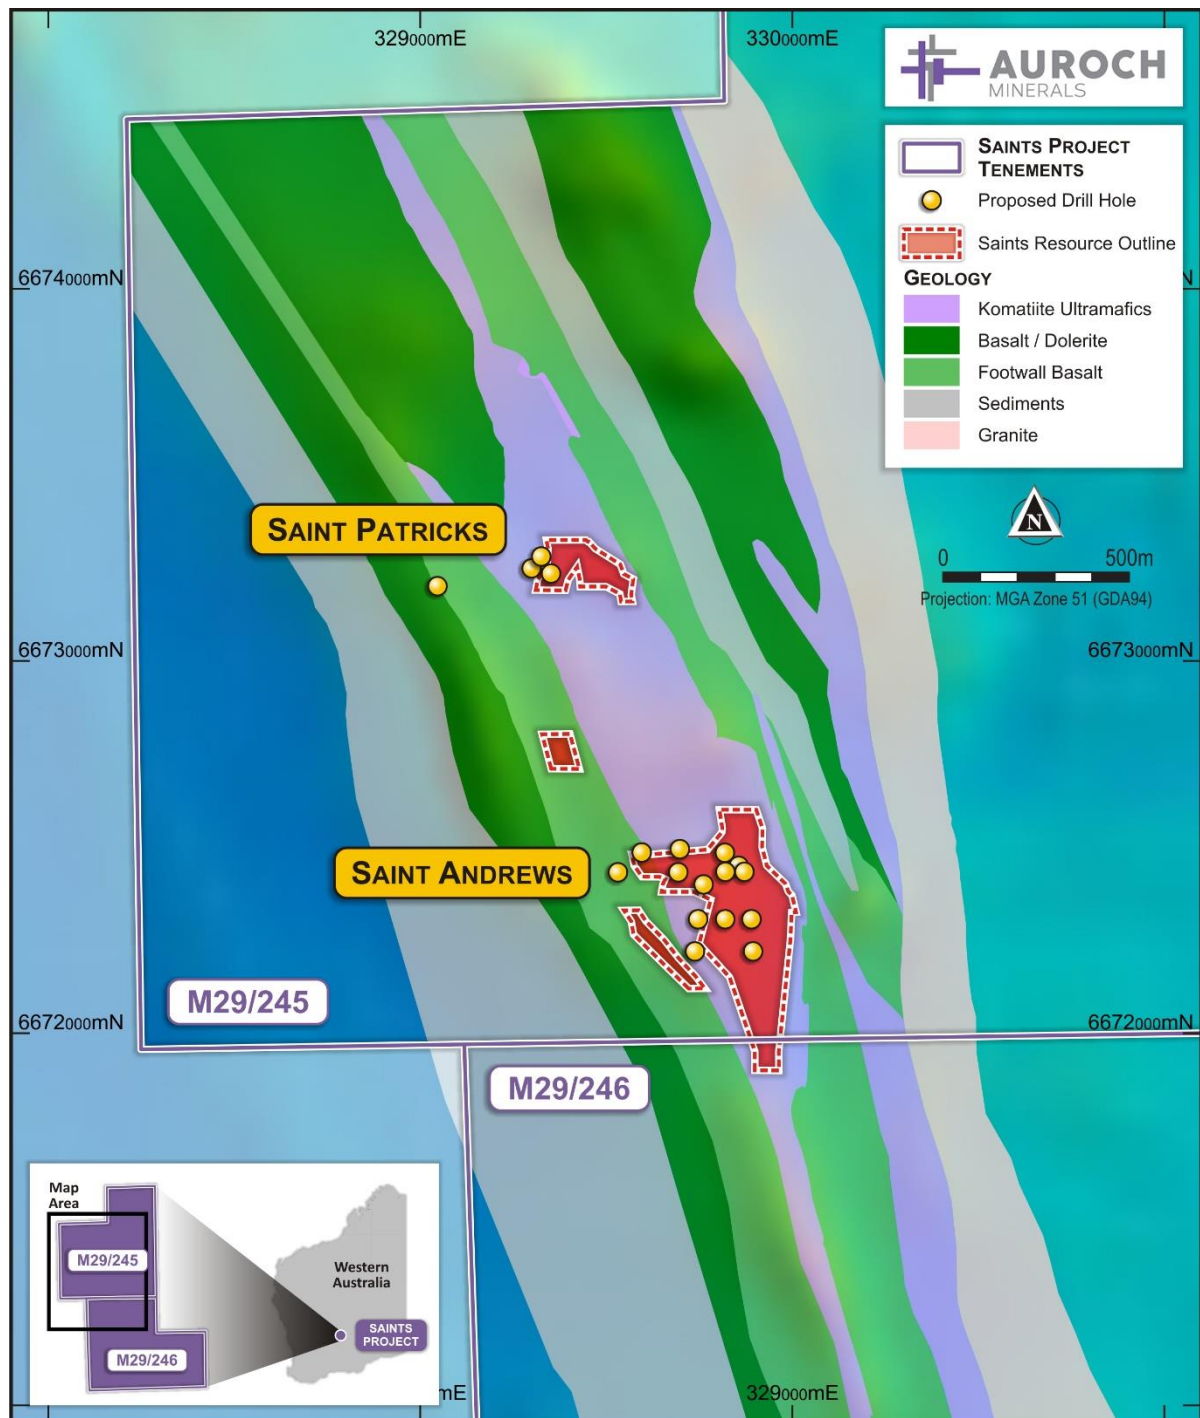 329000mE
330000mE
AUROCH
MINERALS
SAINTS PROJECT
TENEMENTS
Proposed Drill Hole
Saints Resource Outline
GEOLOGY
Komatiite Ultramafics
Basalt / Dolerite
Footwall Basalt
Sediments
Granite
6674000mN
N
N
0
500m
Projection: MGA Zone 51 (GDA94)
SAINT PATRICKS
6673000mN
6673000mN
SAINT ANDREWS
M29/245
6672000mN
6672000mN
M29/246
Map
Area
M29/245
M29/246
Western
Australia
SAINTS
PROJECT
mE
329000mE